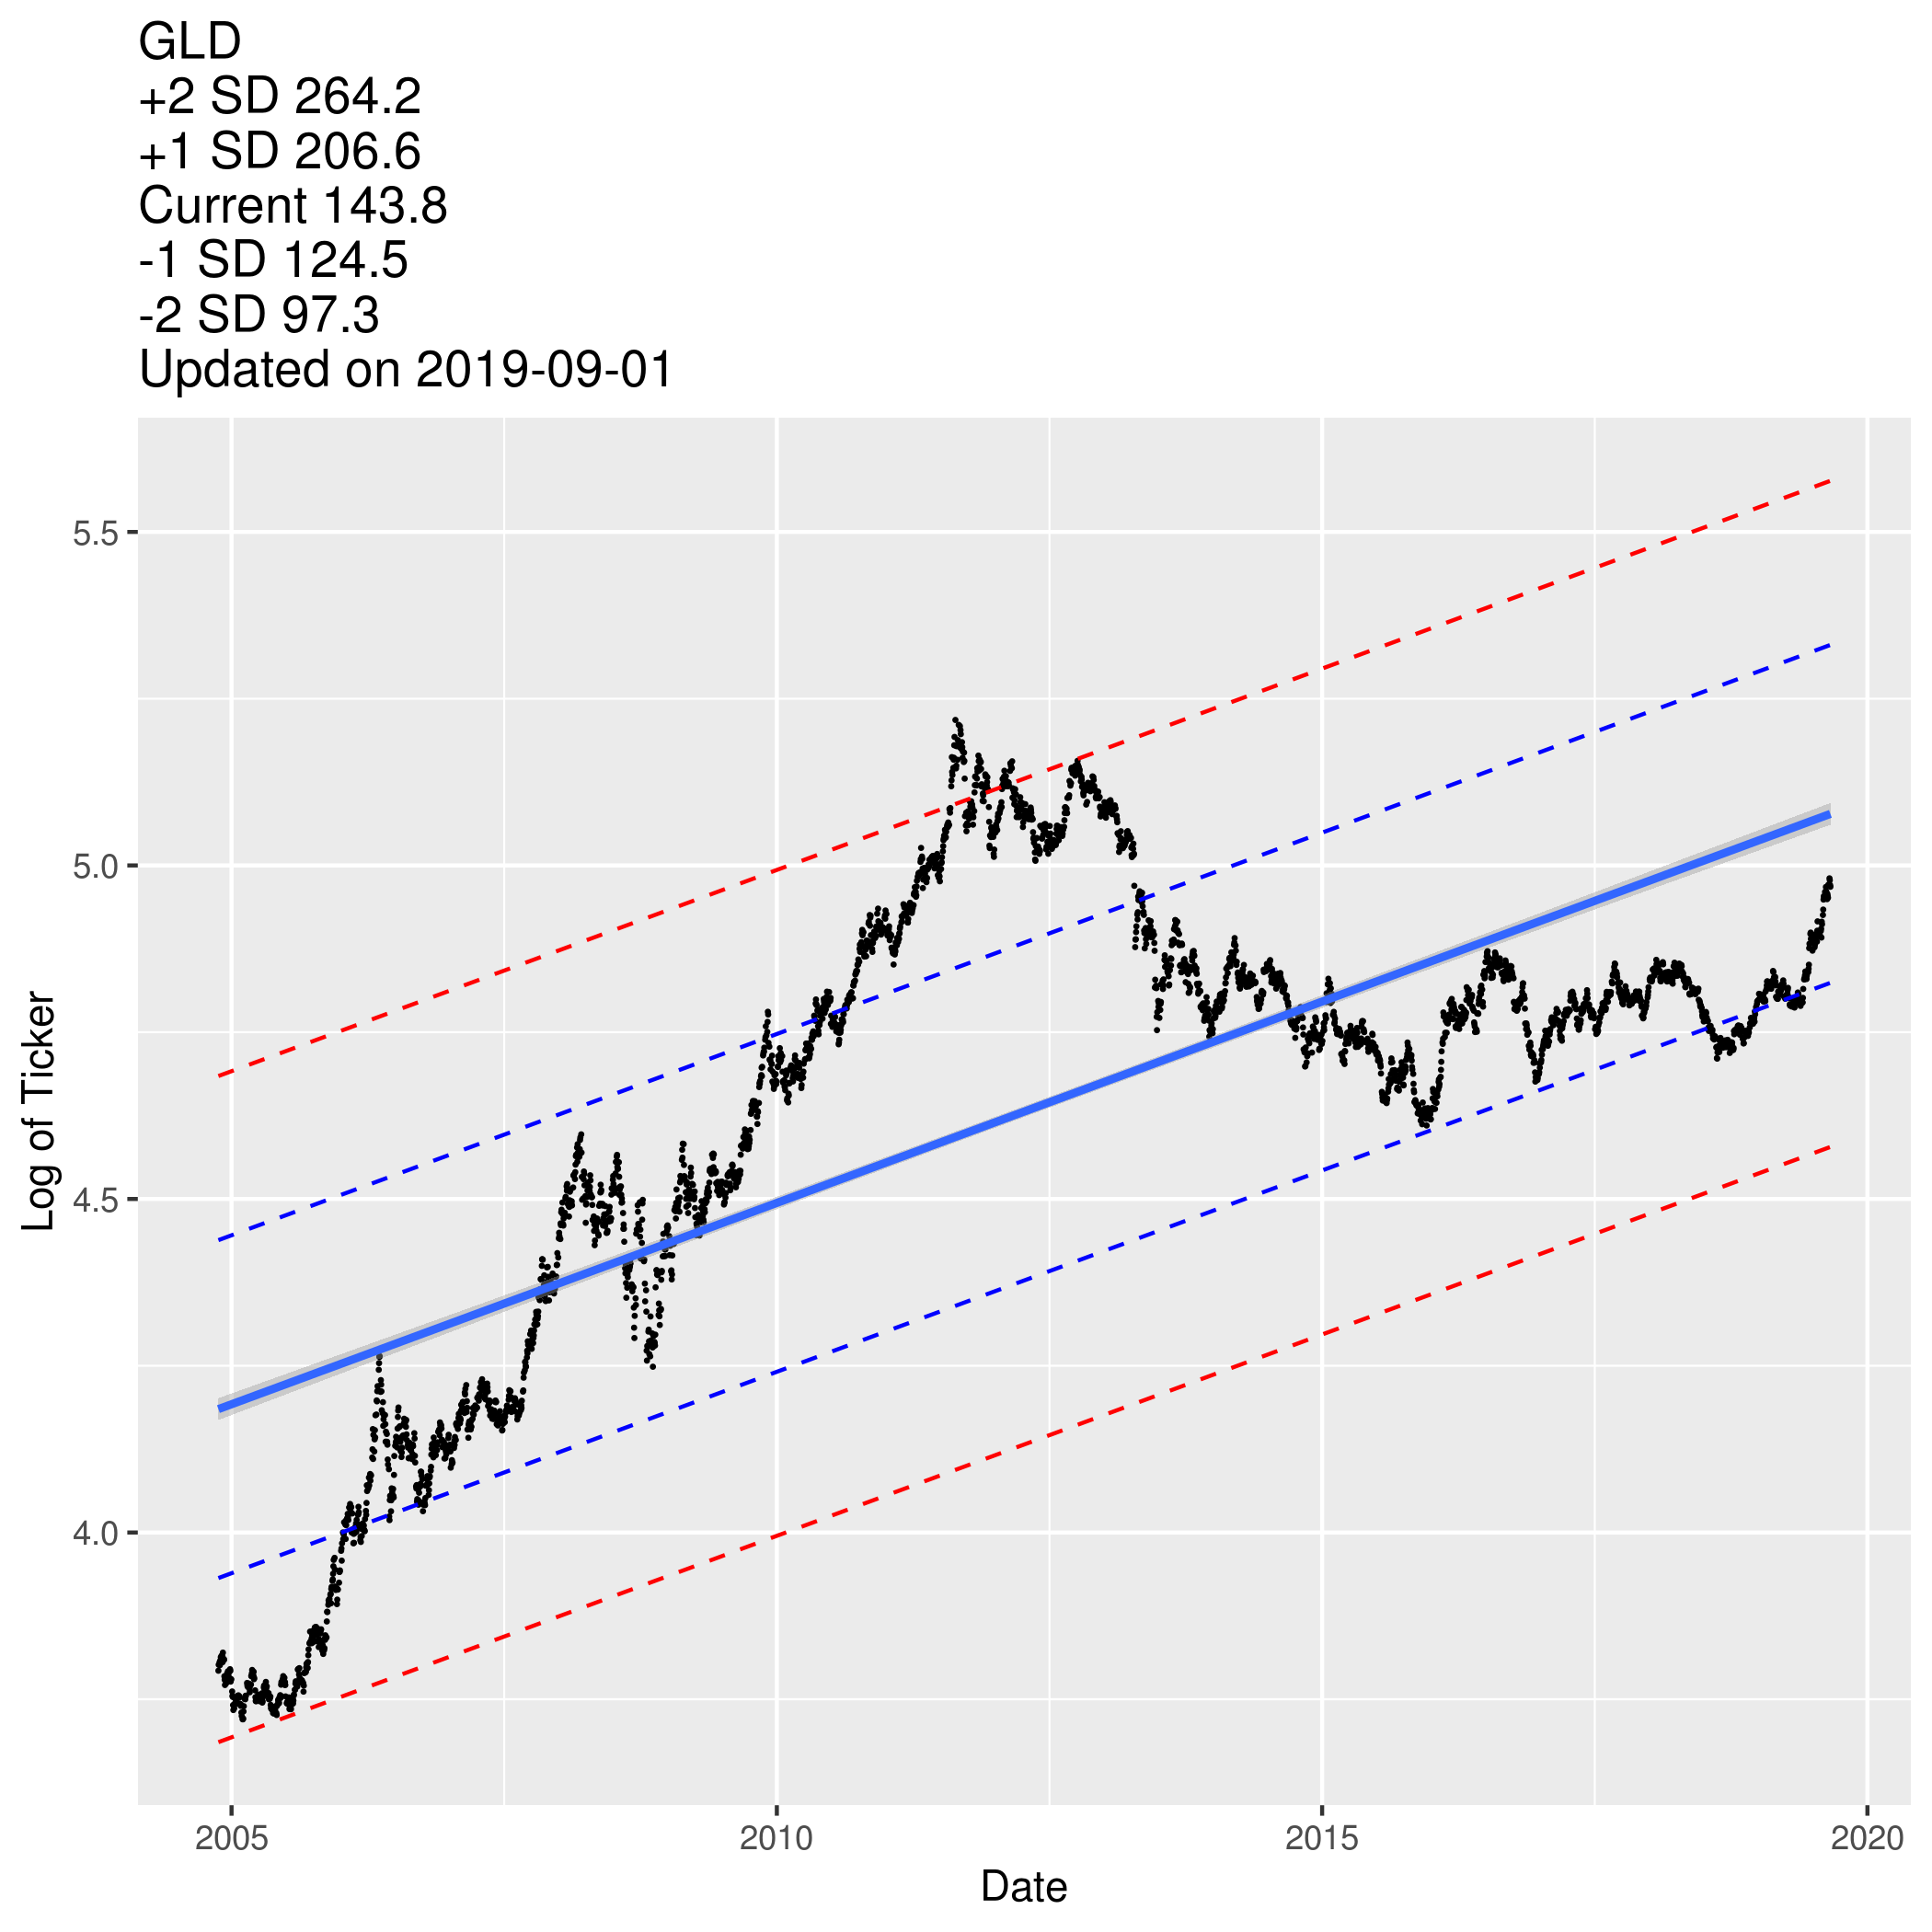 GLD
+2 SD 264.2
+1 SD 206.6
Current 143.8
-1 SD 124.5
-2 SD 97.3
Updated on 2019-09-01
5.5
5.0
4.5
4.0
Log of Ticker
2005 2010 2015 2020
Date